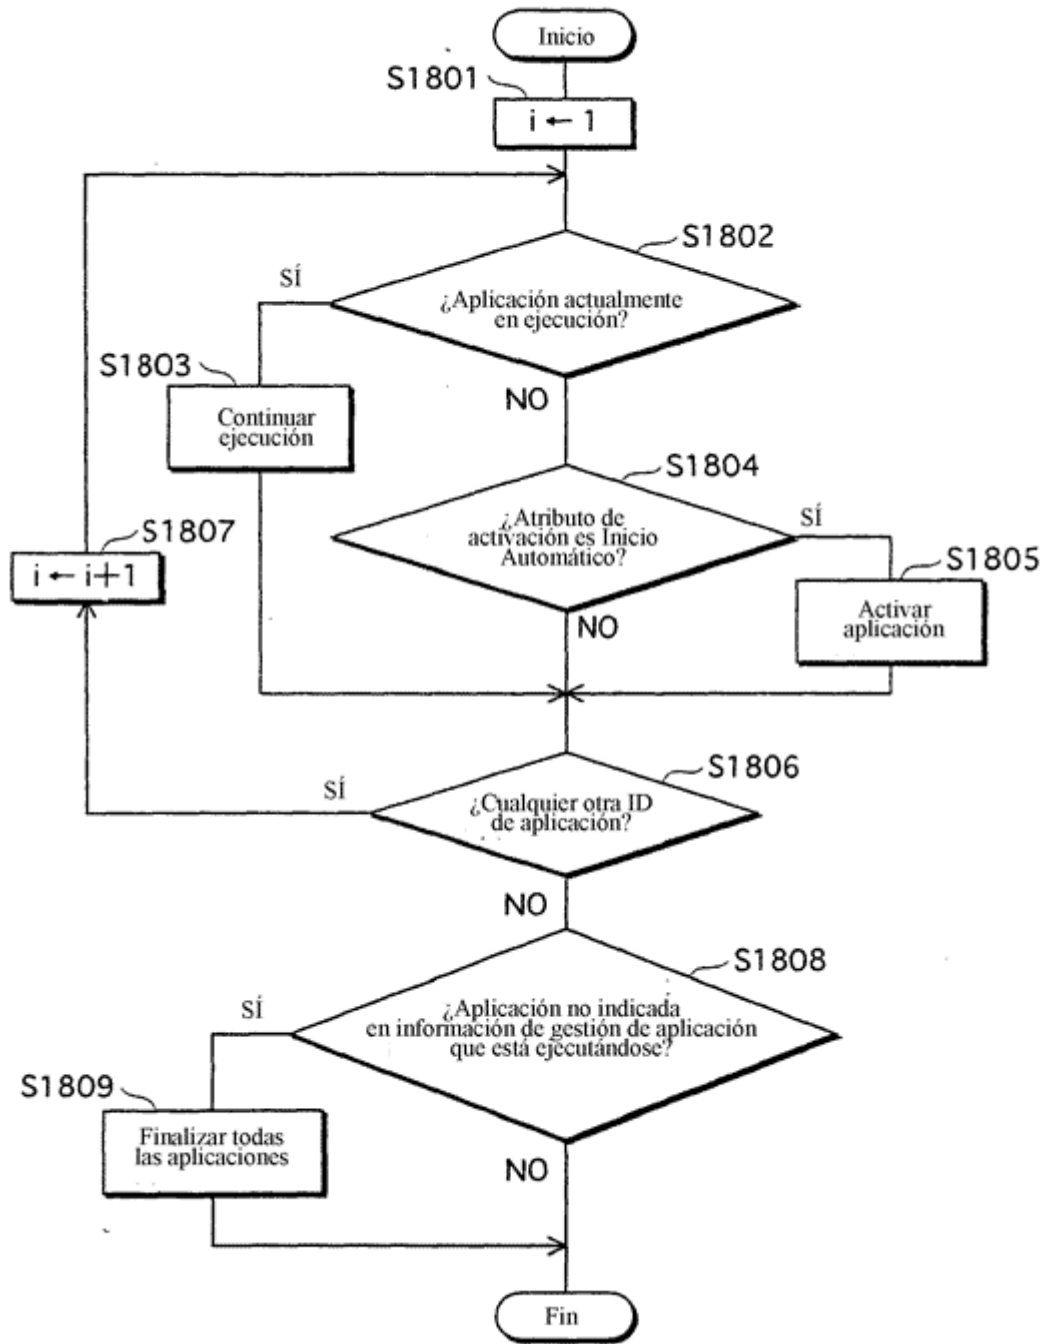 Inicio
S1801
i ← 1
S1802
SÍ
¿Aplicación actualmente
en ejecución?
S1803
NO
Continuar
ejecución
S1804
¿Atributo de
activación es Inicio
Automático?
SÍ
S1807
S1805
i ← i+1
Activar
aplicación
NO
S1806
SÍ
¿Cualquier otra ID
de aplicación?
NO
S1808
SÍ
¿Aplicación no indicada
en información de gestión de aplicación
que está ejecutándose?
S1809
Finalizar todas
las aplicaciones
NO
Fin